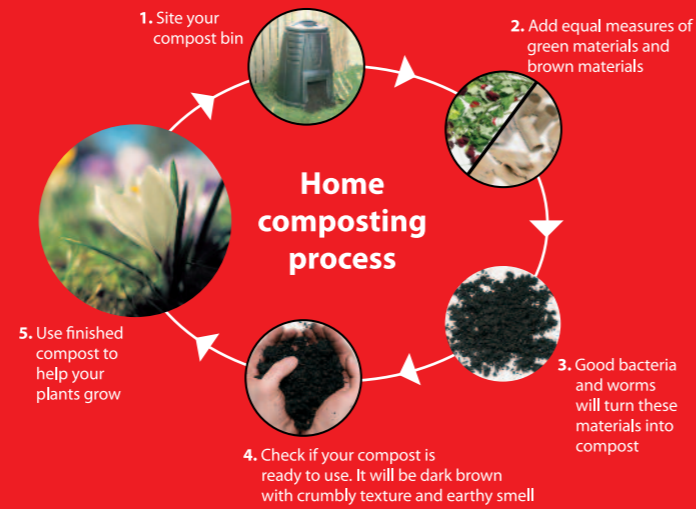 Home
composting
process
1. Site your
compost bin
2. Add equal measures of
green materials and
brown materials
3. Good bacteria
and worms
will turn these
materials into
compost
4. Check if your compost is
ready to use. It will be dark brown
with crumbly texture and earthy smell
5. Use finished
compost to
help your
plants grow